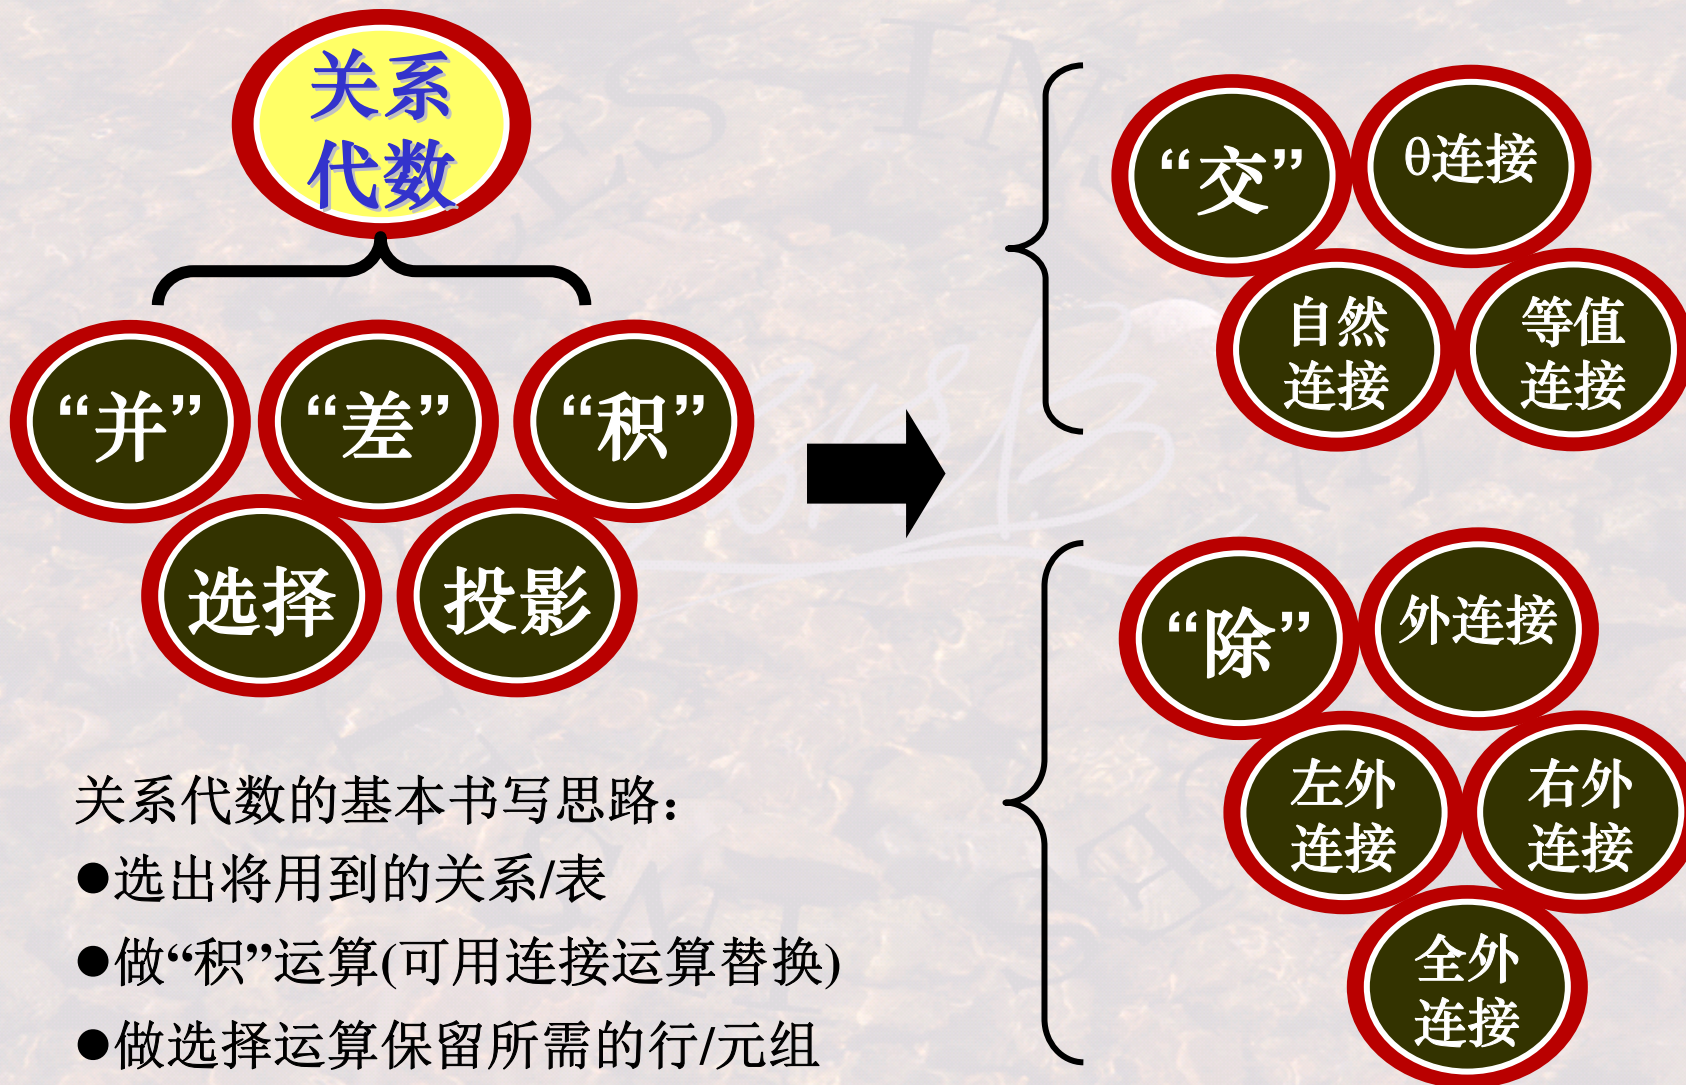 关系
代数
“并”
“差”
“积”
选择
投影
“交”
θ连接
自然
连接
等值
连接
“除”
外连接
左外
连接
右外
连接
全外
连接
关系代数的基本书写思路：
●选出将用到的关系/表
●做“积”运算(可用连接运算替换)
●做选择运算保留所需的行/元组